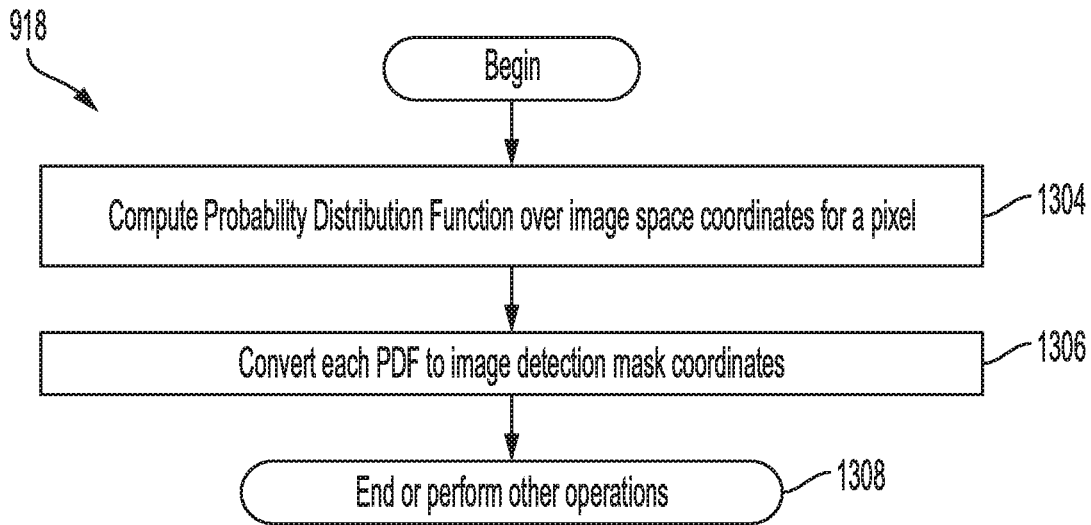 918
Begin
Compute Probability Distribution Function over image space coordinates for a pixel
1304
Convert each PDF to image detection mask coordinates
1306
End or perform other operations
1308